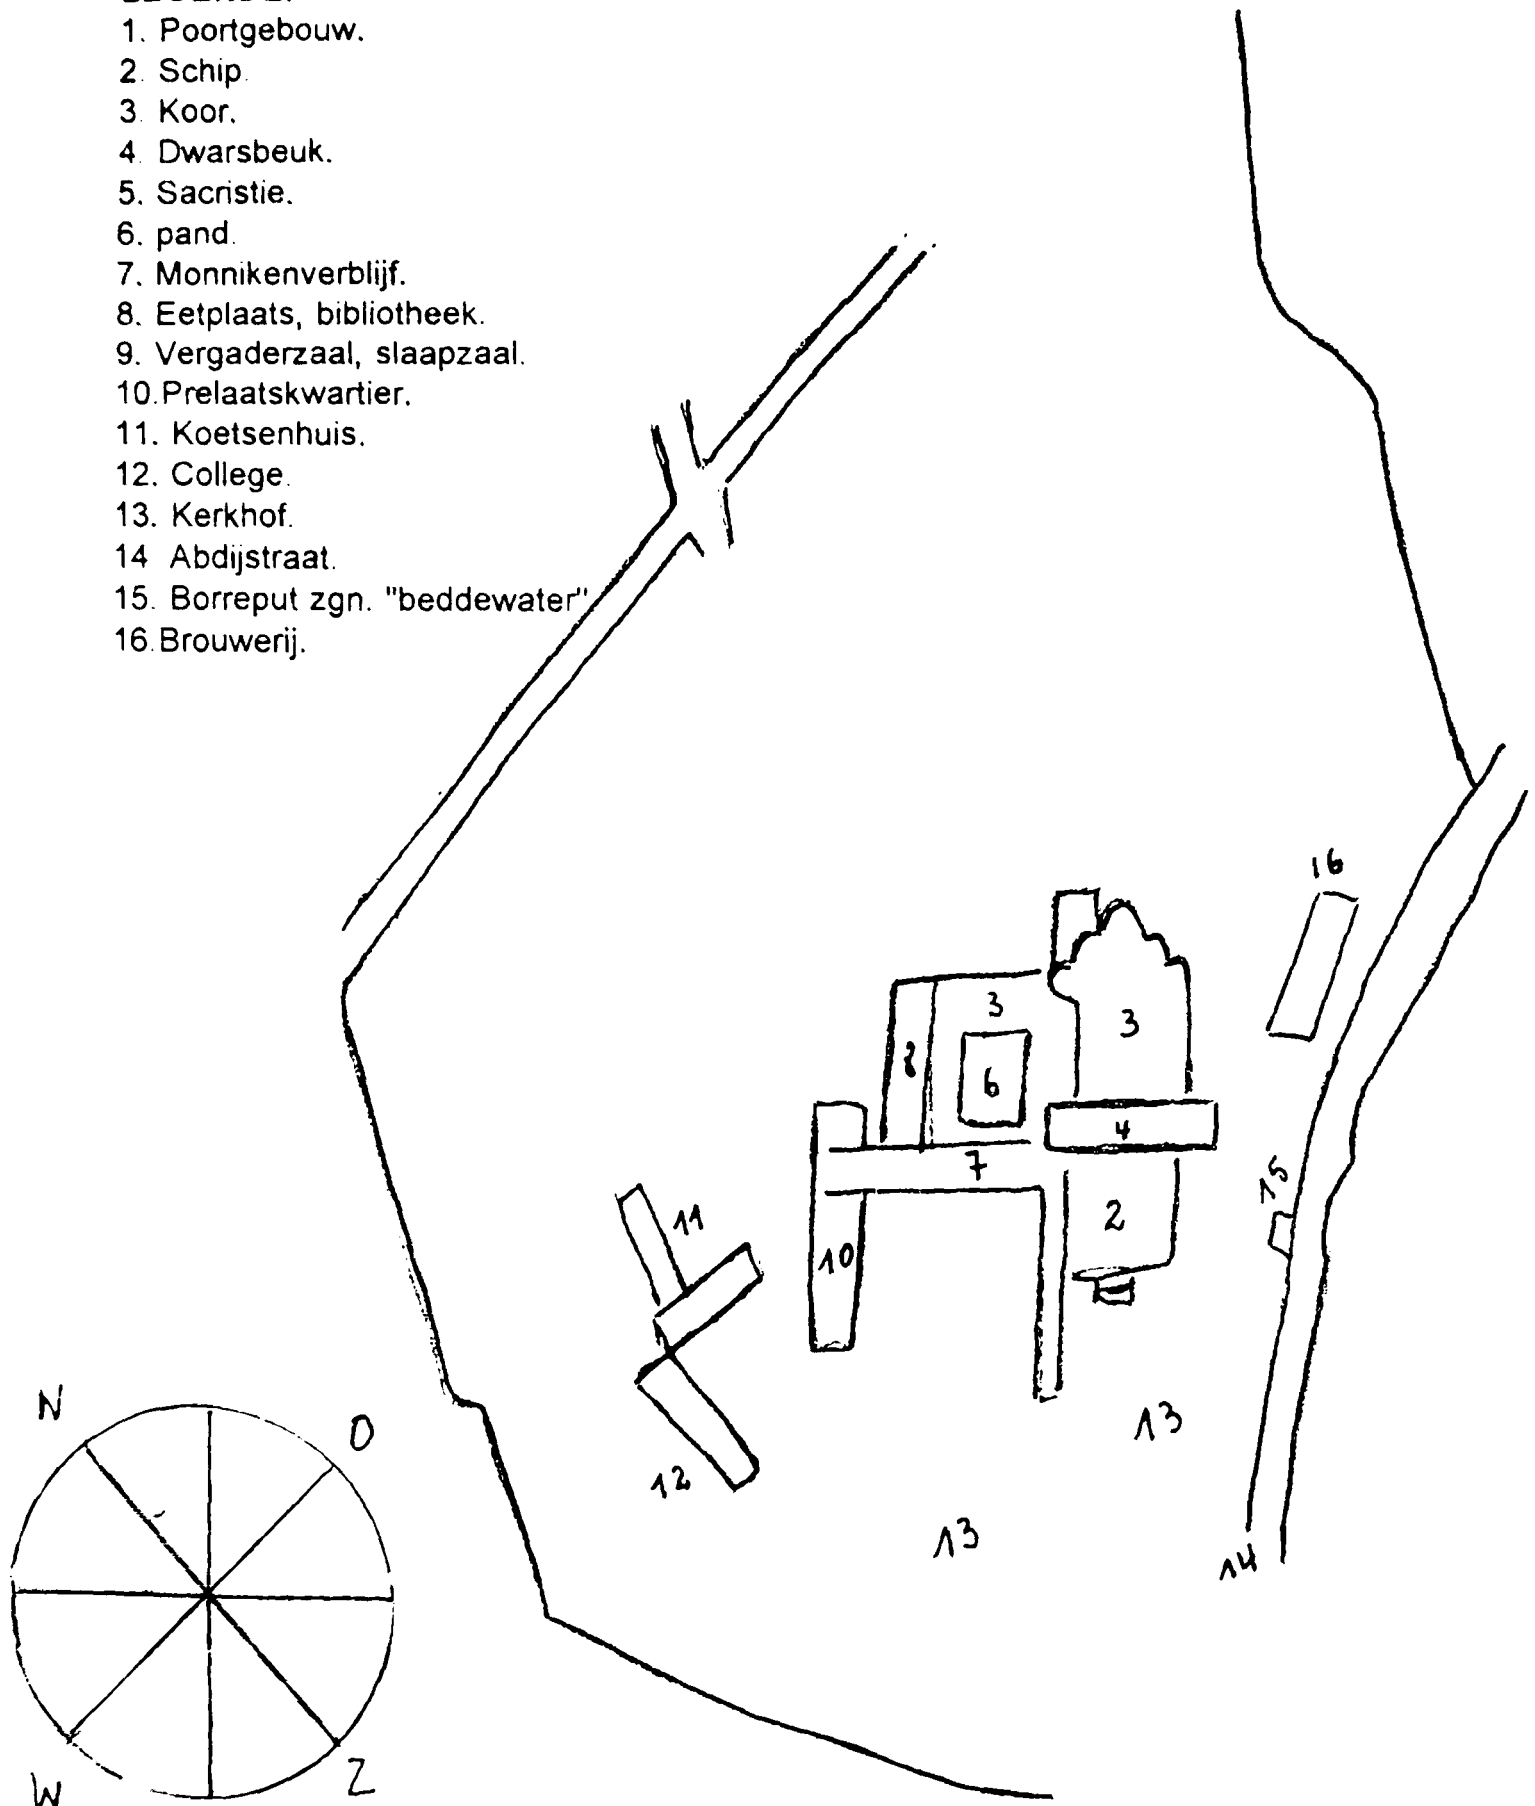 1. Poortgebouw.
2. Schip.
3. Koor.
4. Dwarsbeuk.
5. Sacristie.
6. pand.
7. Monnikenverblijf.
8. Eetplaats, bibliotheek.
9. Vergaderzaal, slaapzaal.
10.Prelaatskwartier.
11. Koetsenhuis.
12. College.
13. Kerkhof.
14 Abdijstraat.
15. Borreput zgn. "beddewater"
16.Brouwerij.
16
3
3
8
6
4
7
15
11
2
10
N
O
13
12
13
14
W
Z